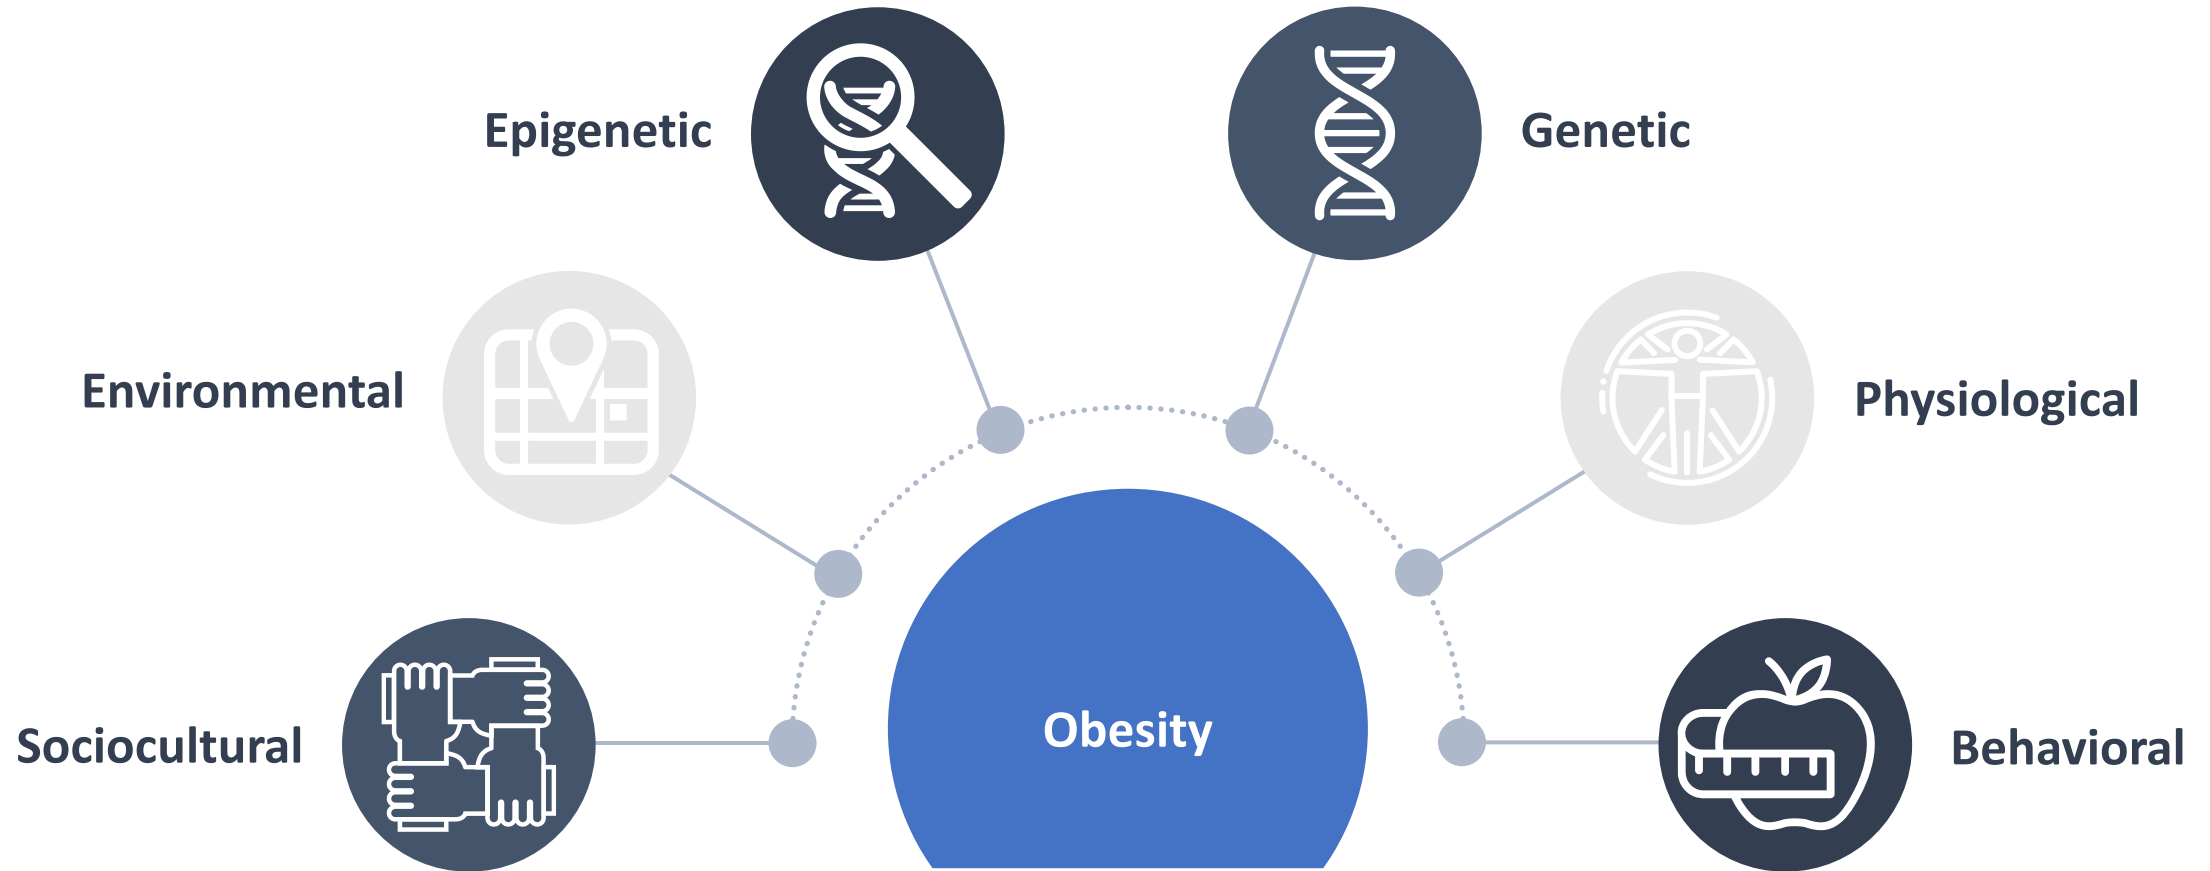 Epigenetic
Genetic
Environmental
Physiological
Sociocultural
Obesity
Behavioral